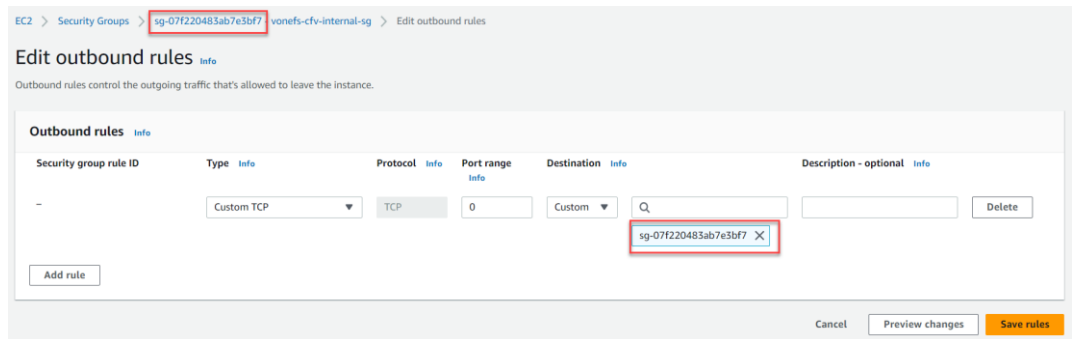 EC2 > Security Groups > sg-07f220483ab7e3bf7 - vonefs-cfv-internal-sg > Edit outbound rules
Edit outbound rules Info
Outbound rules control the outgoing traffic that's allowed to leave the instance.
Outbound rules Info
Security group rule ID Type Info Protocol Info Port range Info Destination Info Description - optional Info
– Custom TCP TCP 0 Custom Delete
sg-07f220483ab7e3bf7
Add rule
Cancel Preview changes Save rules